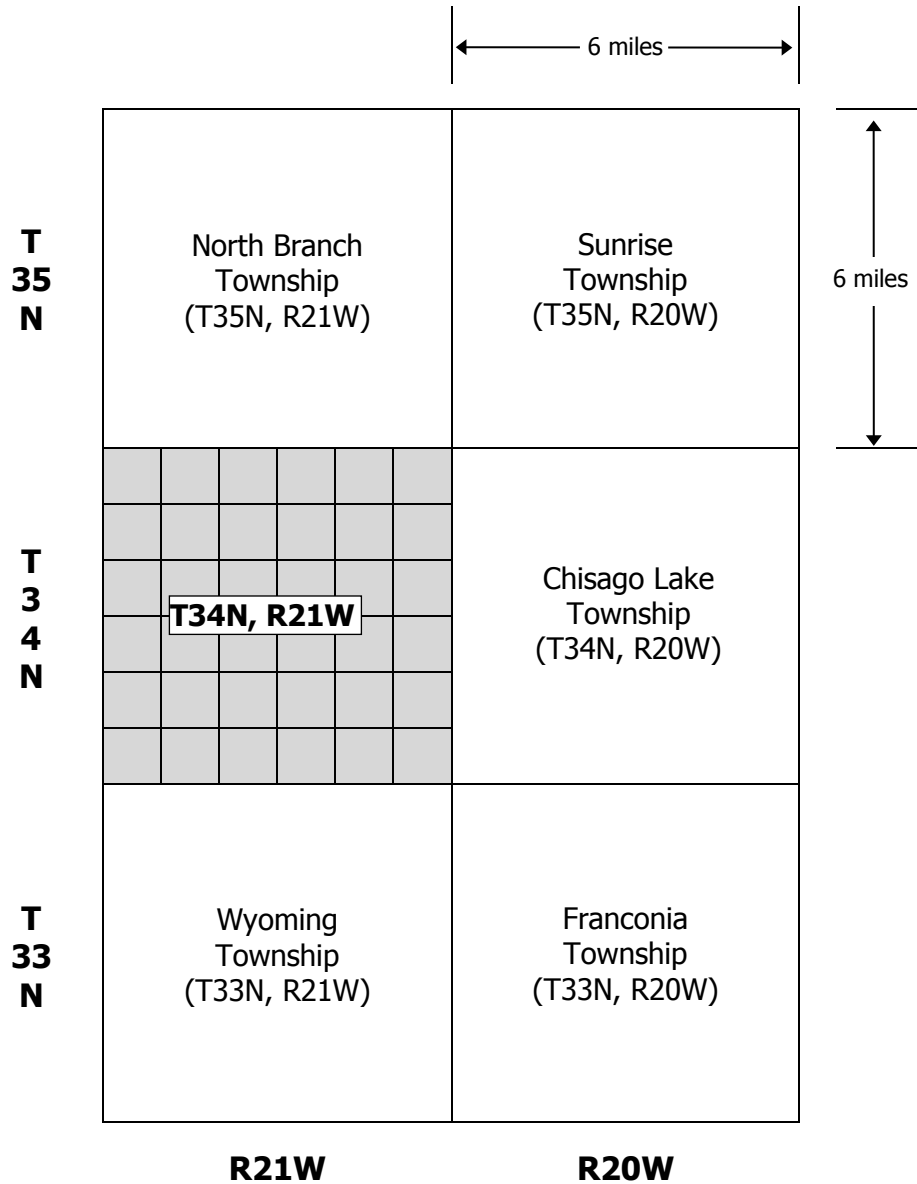 6 miles
T
35
N
North Branch
Township
(T35N, R21W)
Sunrise
Township
(T35N, R20W)
6 miles
T
3
4
N
T34N, R21W
Chisago Lake
Township
(T34N, R20W)
T
33
N
Wyoming
Township
(T33N, R21W)
Franconia
Township
(T33N, R20W)
R21W
R20W